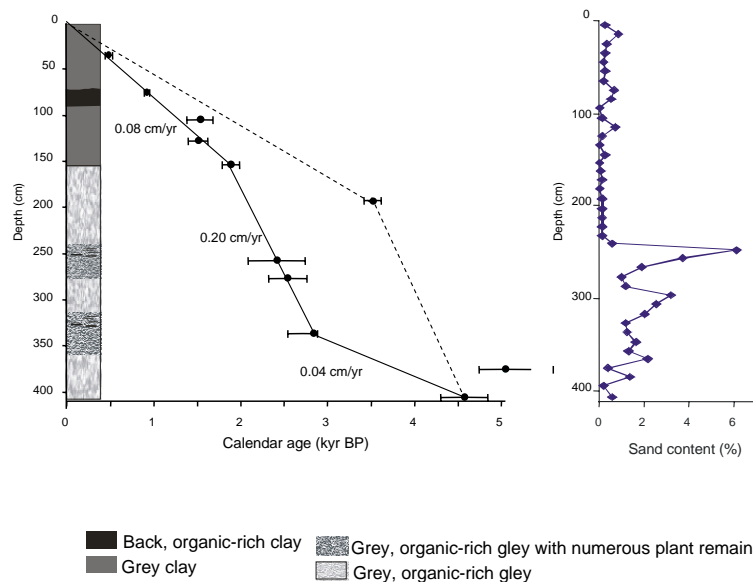 0
50
100
150
200
250
300
350
400
Depth (cm)
0.08 cm/yr
0.20 cm/yr
0.04 cm/yr
0 1 2 3 4 5
Calendar age (kyr BP)
0
100
200
300
400
Depth (cm)
0 2 4 6
Sand content (%)
Back, organic-rich clay
Grey clay
Grey, organic-rich gley with numerous plant remain
Grey, organic-rich gley